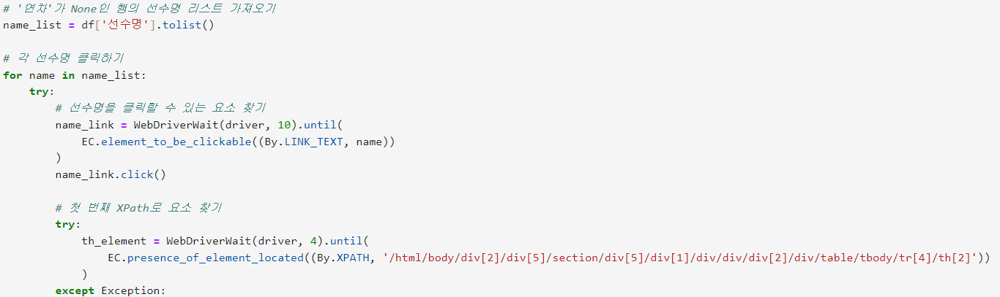 # '연차'가 None인 행의 선수명 리스트 가져오기
name_list = df['선수명'].tolist()
# 각 선수명 클릭하기
for name in name_list:
    try:
        # 선수명을 클릭할 수 있는 요소 찾기
        name_link = WebDriverWait(driver, 10).until(
            EC.element_to_be_clickable((By.LINK_TEXT, name))
        )
        name_link.click()
        # 첫 번째 XPath로 요소 찾기
        try:
            th_element = WebDriverWait(driver, 4).until(
                EC.presence_of_element_located((By.XPATH, '/html/body/div[2]/div[5]/section/div[5]/div[1]/div/div/div[2]/div/table/tbody/tr[4]/th[2]'))
            )
        except Exception: